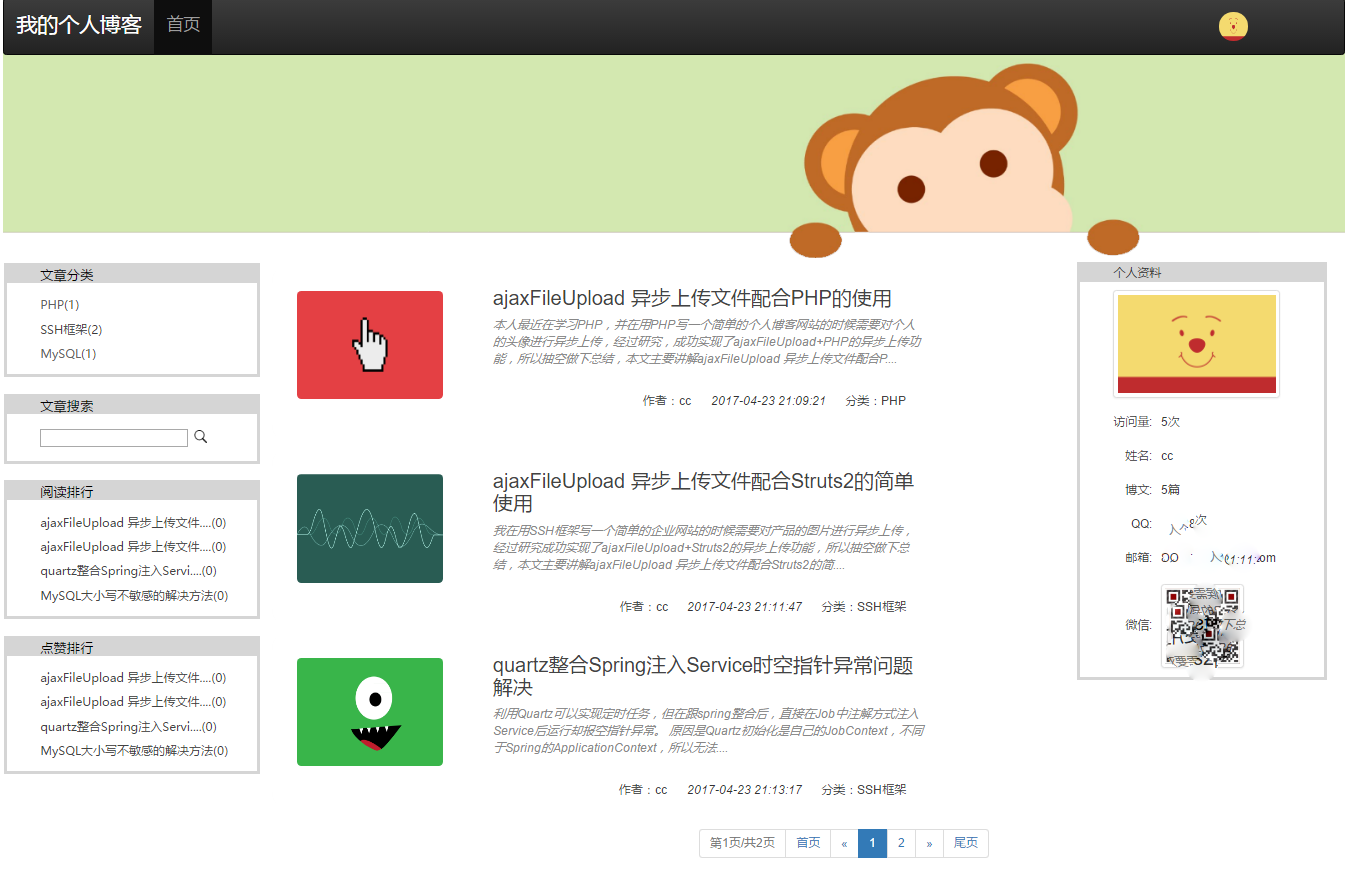 我的个人博客 首页
文章分类
PHP(1)
SSH框架(2)
MySQL(1)
文章搜索
阅读排行
ajaxFileUpload 异步上传文件....(0)
ajaxFileUpload 异步上传文件....(0)
quartz整合Spring注入Servi....(0)
MySQL大小写不敏感的解决方法(0)
点赞排行
ajaxFileUpload 异步上传文件....(0)
ajaxFileUpload 异步上传文件....(0)
quartz整合Spring注入Servi....(0)
MySQL大小写不敏感的解决方法(0)
ajaxFileUpload 异步上传文件配合PHP的使用
本人最近在学习PHP，并在用PHP写一个简单的个人博客网站的时候需要对个人
的头像进行异步上传，经过研究，成功实现了ajaxFileUpload+PHP的异步上传功
能，所以抽空做下总结，本文主要讲解ajaxFileUpload 异步上传文件配合P....
作者：cc 2017-04-23 21:09:21 分类：PHP
ajaxFileUpload 异步上传文件配合Struts2的简单
使用
我在用SSH框架写一个简单的企业网站的时候需要对产品的图片进行异步上传，
经过研究成功实现了ajaxFileUpload+Struts2的异步上传功能，所以抽空做下总
结，本文主要讲解ajaxFileUpload 异步上传文件配合Struts2的简....
作者：cc 2017-04-23 21:11:47 分类：SSH框架
quartz整合Spring注入Service时空指针异常问题
解决
利用Quartz可以实现定时任务，但在跟spring整合后，直接在Job中注解方式注入
Service后运行却报空指针异常。 原因是Quartz初始化是自己的JobContext，不同
于Spring的ApplicationContext，所以无法....
作者：cc 2017-04-23 21:13:17 分类：SSH框架
第1页/共2页 首页 « 1 2 » 尾页
个人资料
访问量: 5次
姓名: cc
博文: 5篇
QQ:
邮箱:
微信: